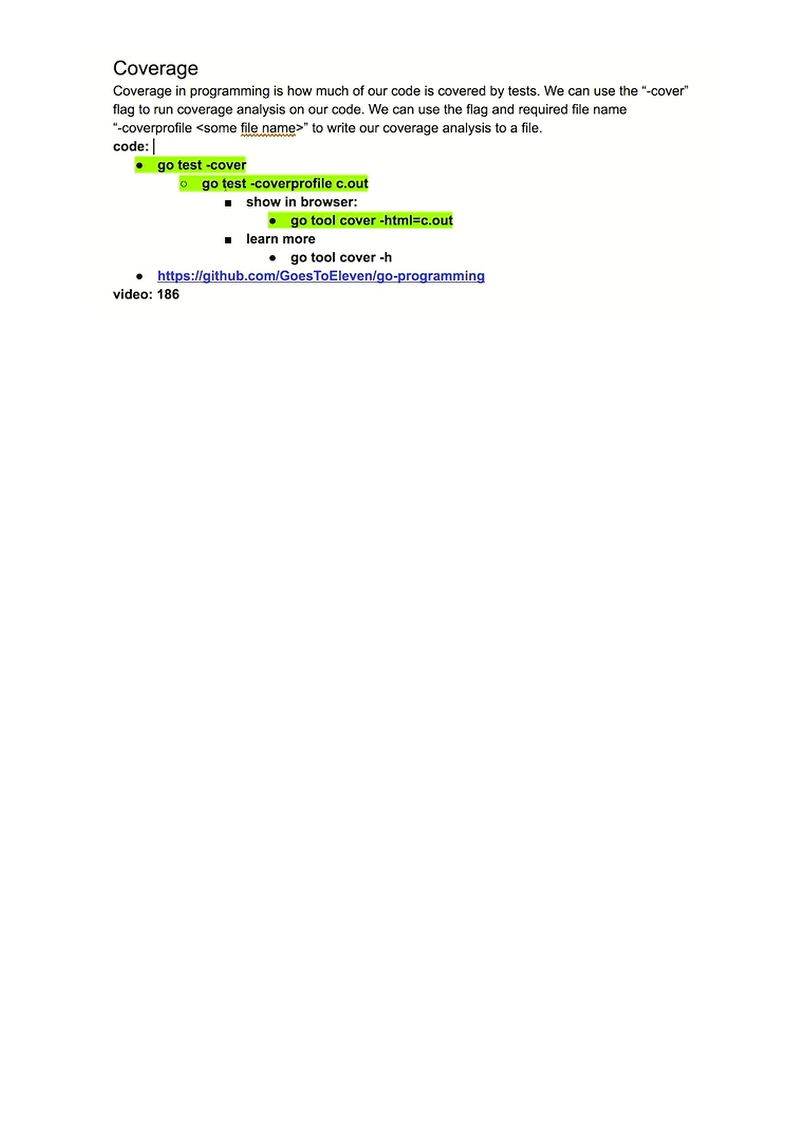 Coverage
Coverage in programming is how much of our code is covered by tests. We can use the “-cover”
flag to run coverage analysis on our code. We can use the flag and required file name
“-coverprofile <some file name>” to write our coverage analysis to a file.
code:
● go test -cover
○ go test -coverprofile c.out
■ show in browser:
● go tool cover -html=c.out
■ learn more
● go tool cover -h
● https://github.com/GoesToEleven/go-programming
video: 186